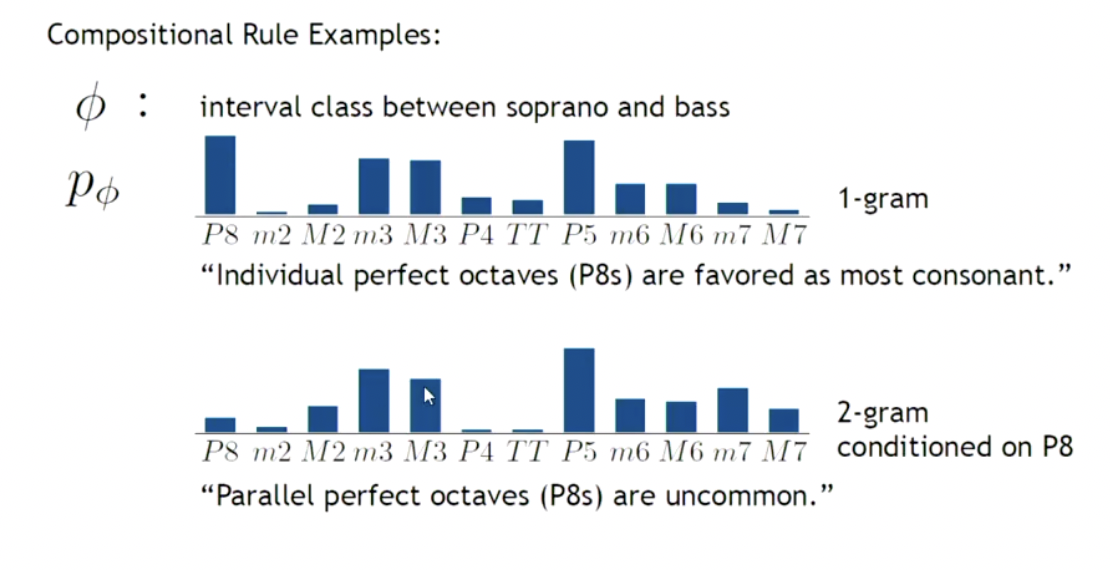 Compositional Rule Examples:
ϕ : interval class between soprano and bass
pϕ
1-gram
P8 m2 M2 m3 M3 P4 TT P5 m6 M6 m7 M7
“Individual perfect octaves (P8s) are favored as most consonant.”
2-gram
conditioned on P8
P8 m2 M2 m3 M3 P4 TT P5 m6 M6 m7 M7
“Parallel perfect octaves (P8s) are uncommon.”